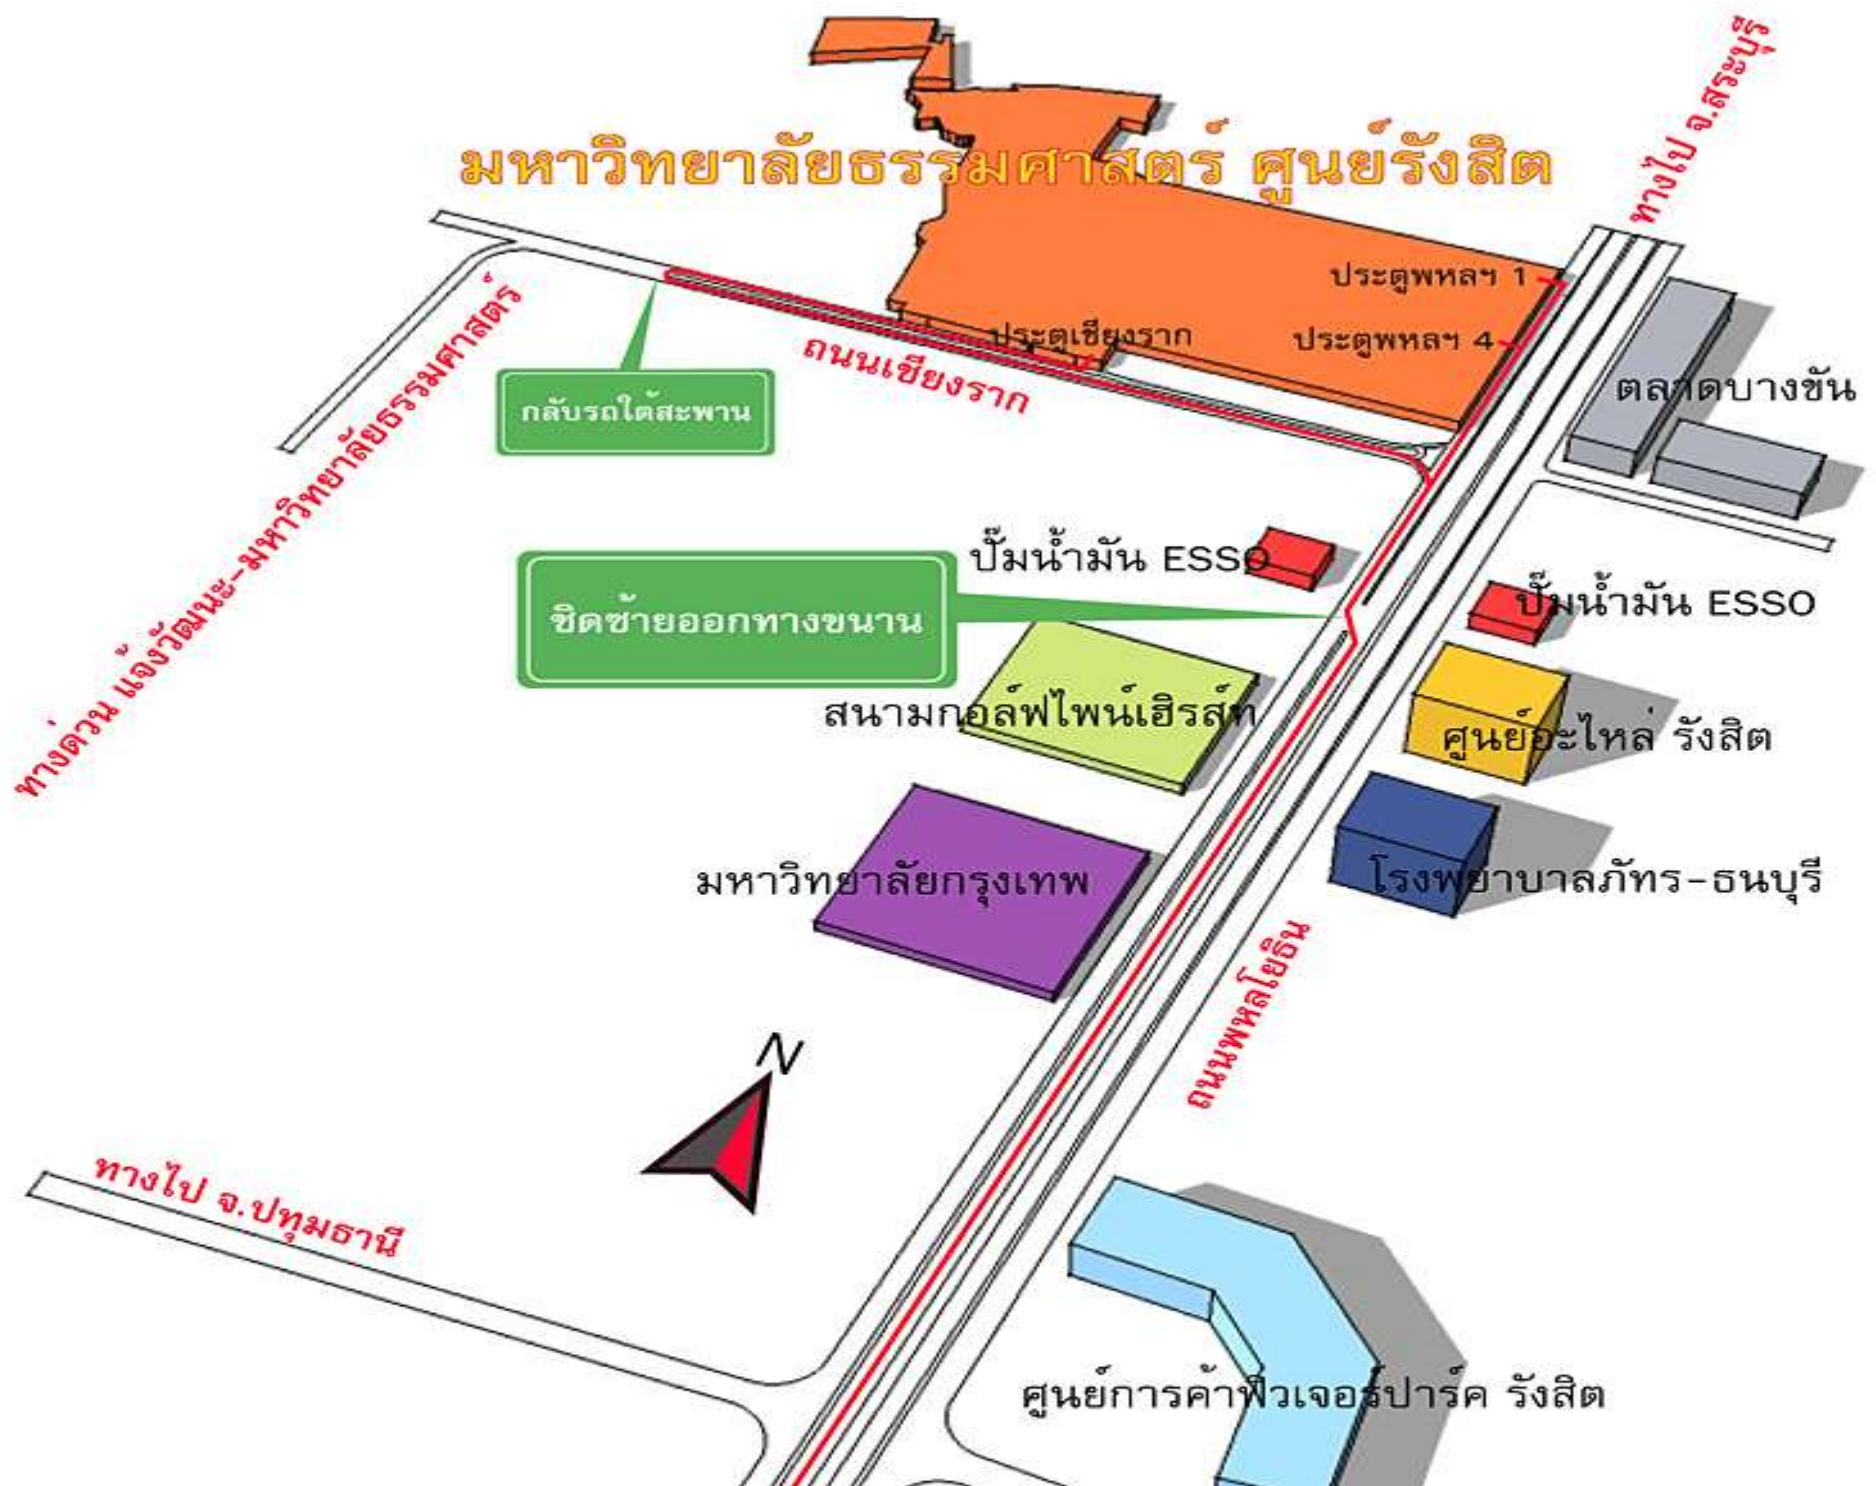 ทางไป จ.สระบุรี
มหาวิทยาลัยธรรมศาสตร์ ศูนย์รังสิต
ประตูพหลฯ 1
ประตูพหลฯ 4
ประตูเชียงราก
ถนนเชียงราก
ตลาดบางขัน
กลับรถใต้สะพาน
ทางด่วน แจ้งวัฒนะ-มหาวิทยาลัยธรรมศาสตร์
ปั๊มน้ำมัน ESSO
ปั๊มน้ำมัน ESSO
ชิดซ้ายออกทางขนาน
สนามกอล์ฟไพน์เฮิรส์ท
ศูนย์อะไหล่ รังสิต
มหาวิทยาลัยกรุงเทพ
โรงพยาบาลภัทร-ธนบุรี
ถนนพหลโยธิน
N
ทางไป จ.ปทุมธานี
ศูนย์การค้าฟิวเจอร์ปาร์ค รังสิต